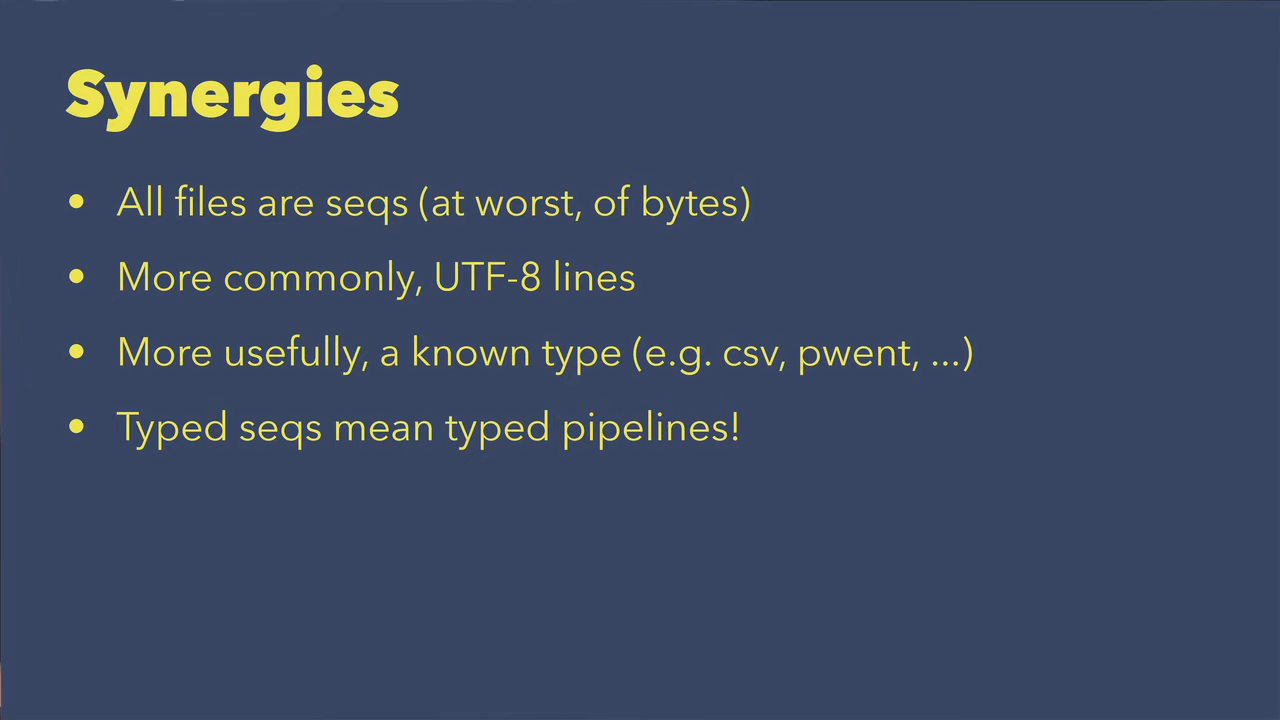 Synergies
• All files are seqs (at worst, of bytes)
• More commonly, UTF-8 lines
• More usefully, a known type (e.g. csv, pwent, ...)
• Typed seqs mean typed pipelines!